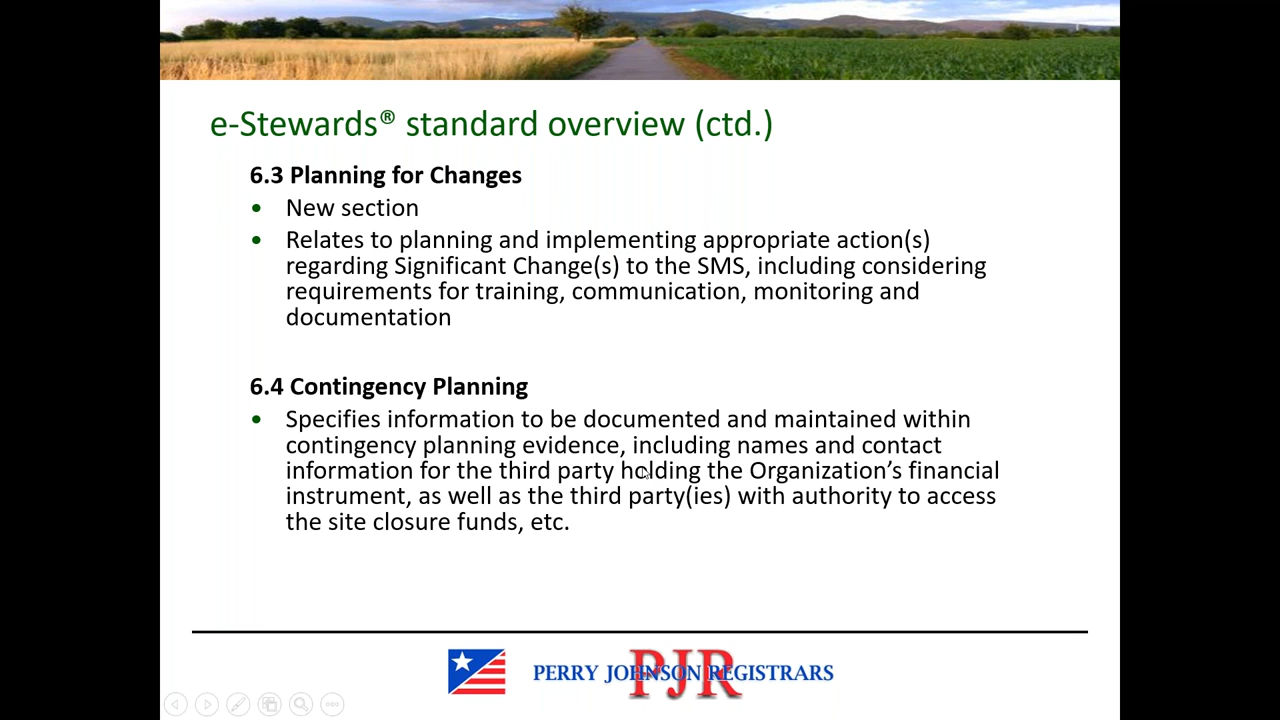 e-Stewards® standard overview (ctd.)
6.3 Planning for Changes
• New section
• Relates to planning and implementing appropriate action(s)
regarding Significant Change(s) to the SMS, including considering
requirements for training, communication, monitoring and
documentation
6.4 Contingency Planning
• Specifies information to be documented and maintained within
contingency planning evidence, including names and contact
information for the third party holding the Organization’s financial
instrument, as well as the third party(ies) with authority to access
the site closure funds, etc.
PJR
PERRY JOHNSON REGISTRARS